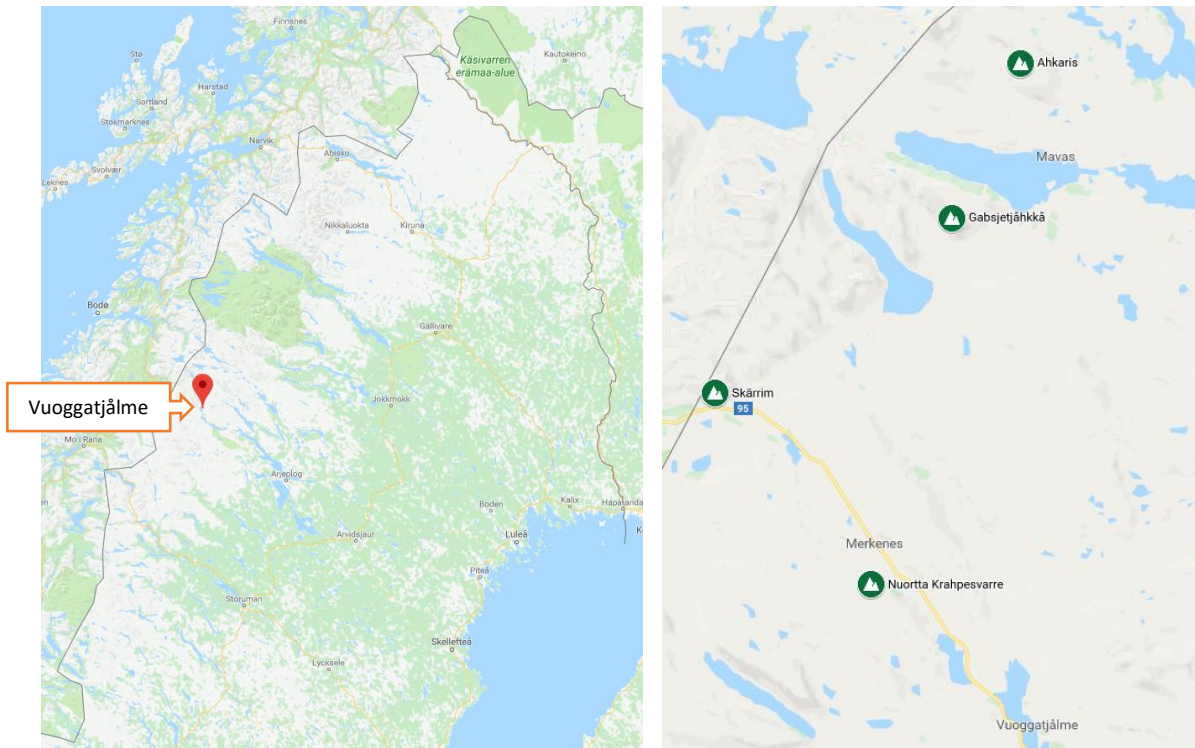 Finnsnes
Kautokeino
Käsivarren
erämaa-alue
Stø
Harstad
Sortland
Stokmarknes
Narvik
Abisko
Svolvær
Leknes
Nikkaluokta
Kiruna
Bodø
Gällivare
Vuoggatjålme
Jokkmokk
Mo i Rana
Arjeplog
Boden
Kalix
Haparanda
Luleå
Arvidsjaur
Piteå
Storuman
Skellefteå
Lycksele
Ahkaris
Mavas
Gabsjetjåhkkå
Skärrim
95
Merkenes
Nuortta Krahpesvarre
Vuoggatjålme